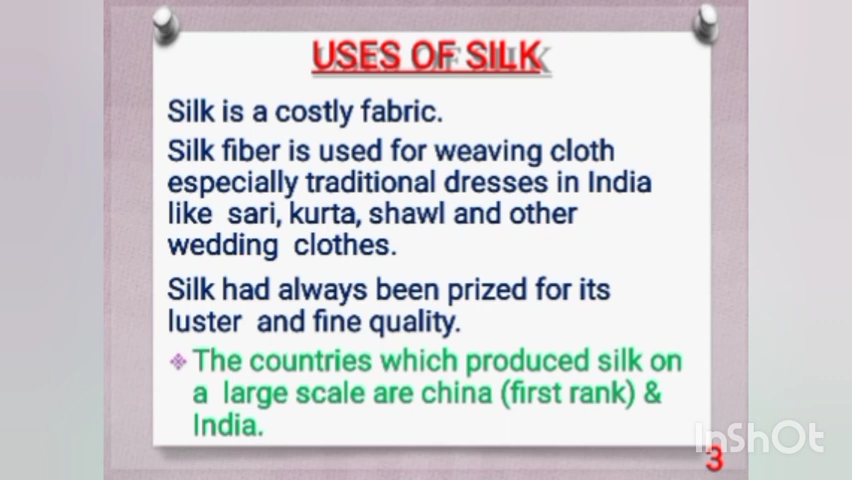 USES OF SILK
Silk is a costly fabric.
Silk fiber is used for weaving cloth
especially traditional dresses in India
like sari, kurta, shawl and other
wedding clothes.
Silk had always been prized for its
luster and fine quality.
❖ The countries which produced silk on
a large scale are china (first rank) &
India.
InShOt
3